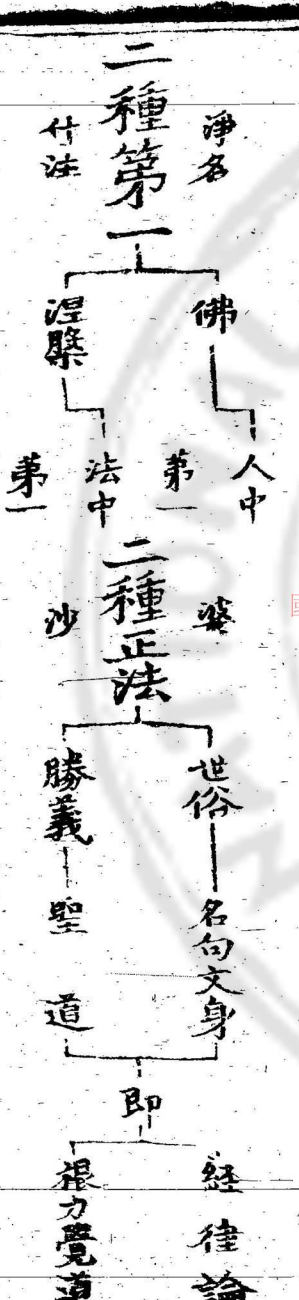 二種第一
淨名
什注
佛
人中
第一
涅槃
法中
第一
二種正法
婆
沙
世俗
名句文身
勝義
聖道
即
経律論
根力覺道